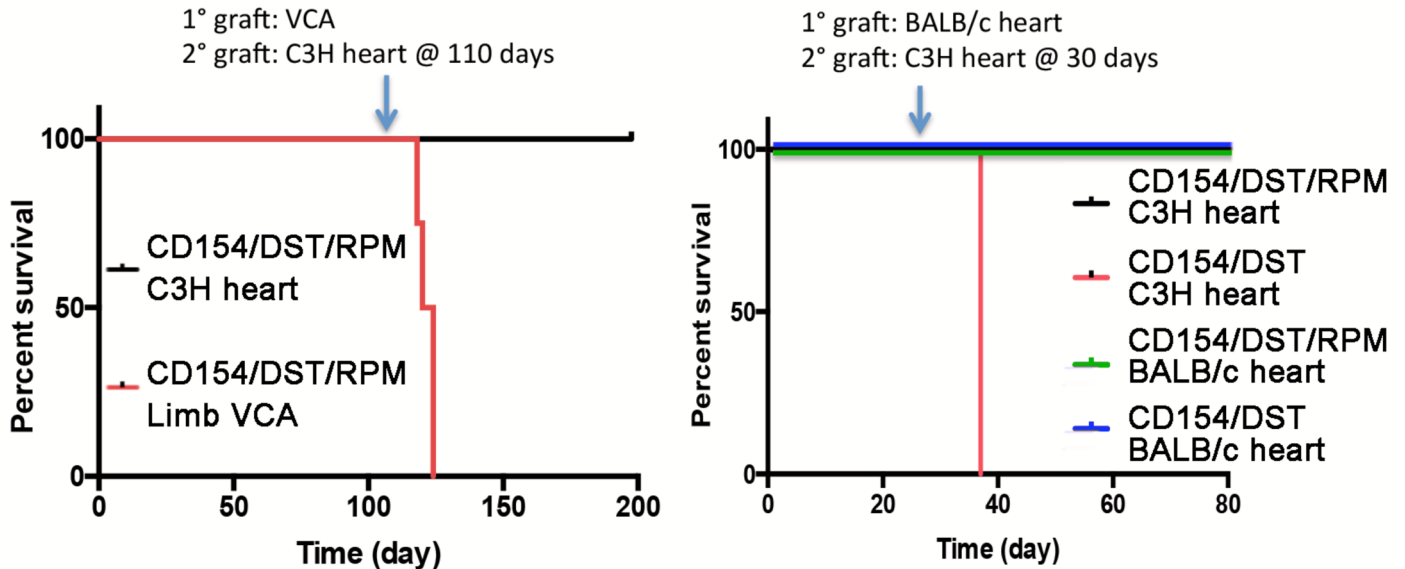 1° graft: VCA
2° graft: C3H heart @ 110 days
100
50
0
Percent survival
CD154/DST/RPM
C3H heart
CD154/DST/RPM
Limb VCA
0 50 100 150 200
Time (day)
1° graft: BALB/c heart
2° graft: C3H heart @ 30 days
100
50
0
Percent survival
CD154/DST/RPM
C3H heart
CD154/DST
C3H heart
CD154/DST/RPM
BALB/c heart
CD154/DST
BALB/c heart
0 20 40 60 80
Time (day)